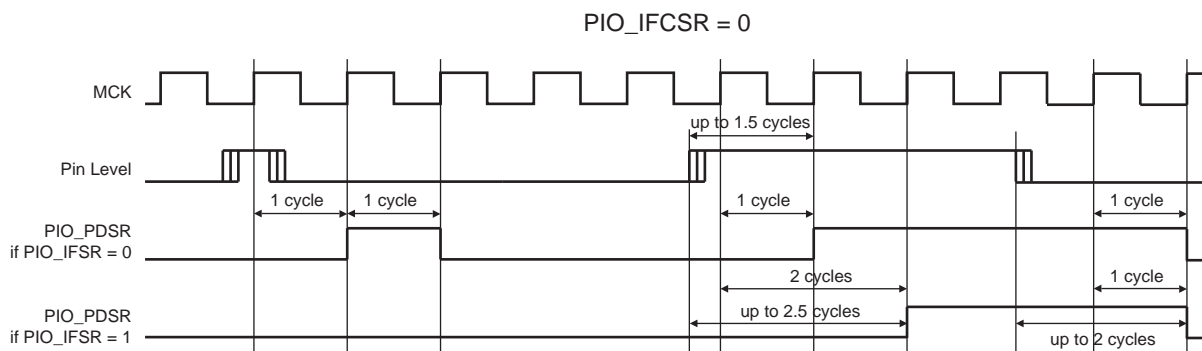 PIO_IFCSR = 0
MCK
up to 1.5 cycles
Pin Level
1 cycle
1 cycle
1 cycle
1 cycle
PIO_PDSR
if PIO_IFSR = 0
2 cycles
1 cycle
PIO_PDSR
if PIO_IFSR = 1
up to 2.5 cycles
up to 2 cycles